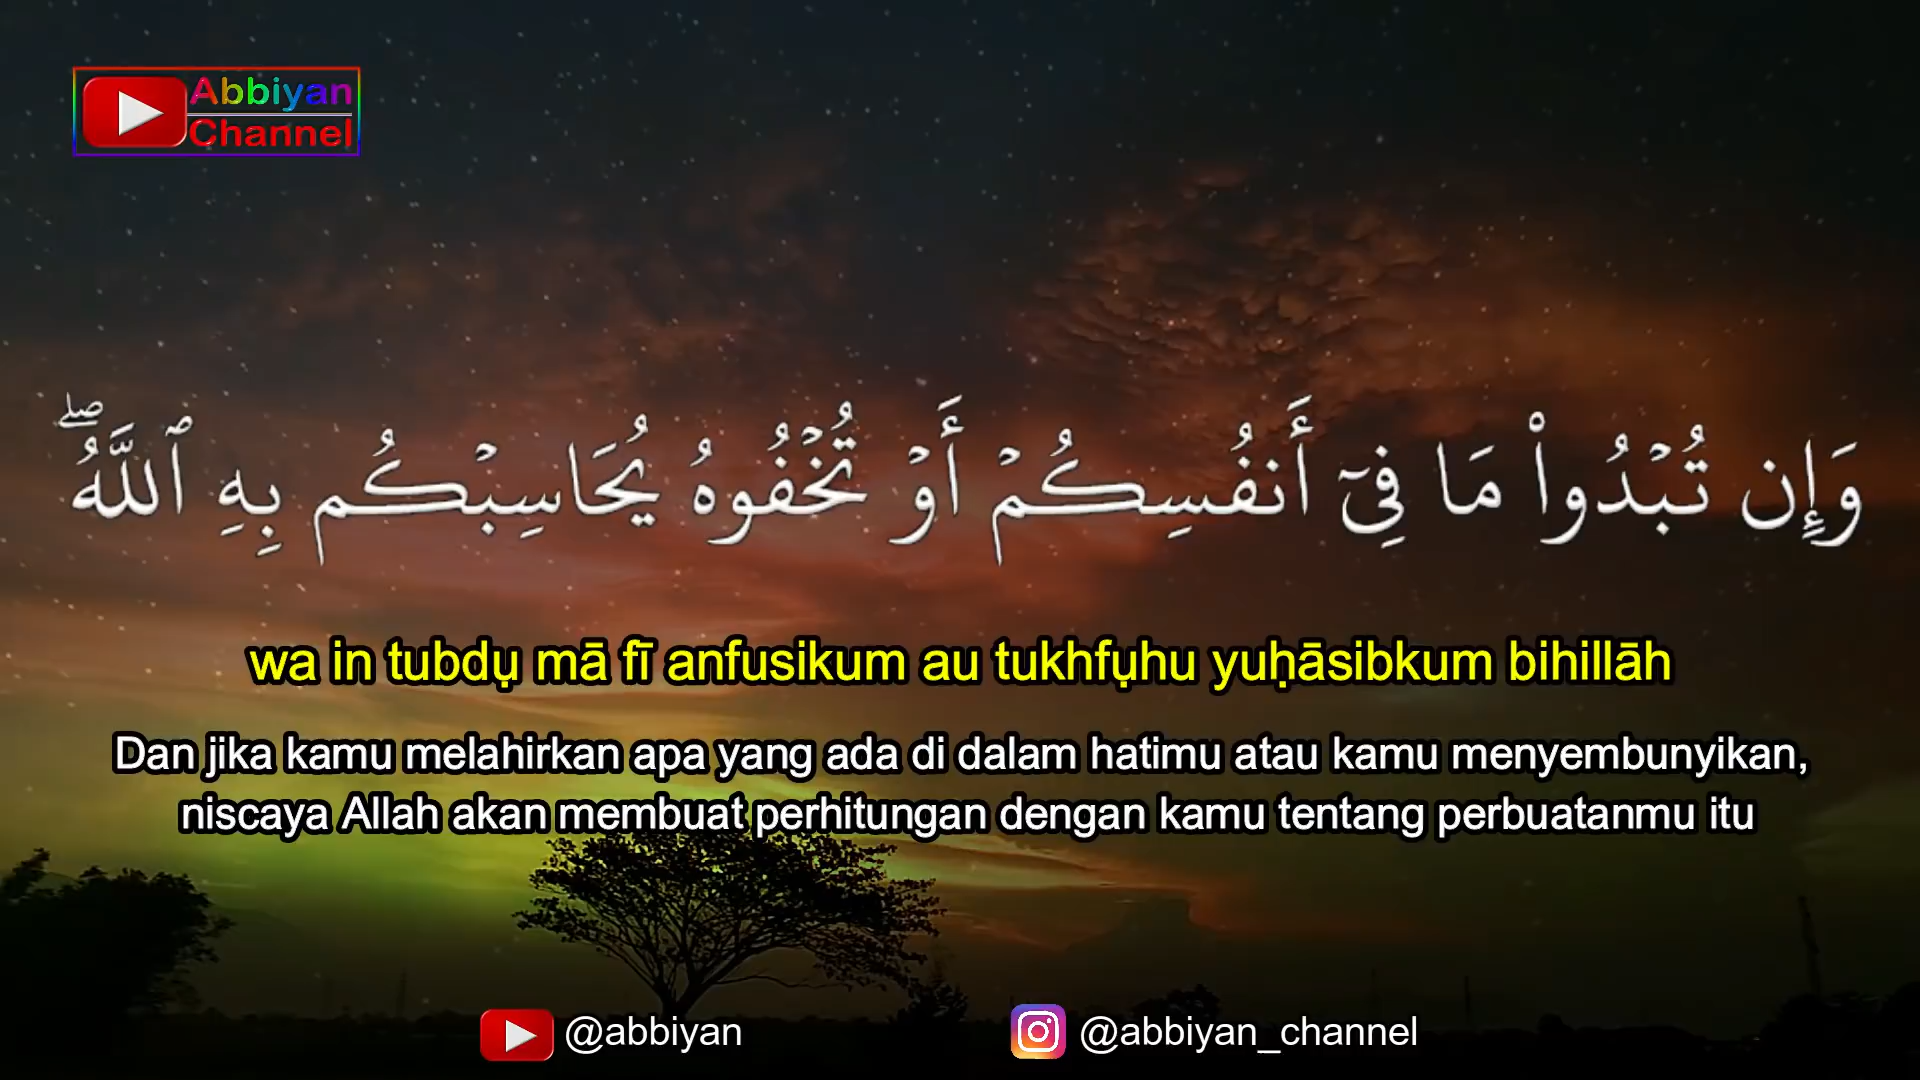 Abbiyan
Channel
وَإِن تُبْدُوا۟ مَا فِىٓ أَنفُسِكُمْ أَوْ تُخْفُوهُ يُحَاسِبْكُم بِهِ ٱللَّهُ ۖ
wa in tubdụ mā fī anfusikum au tukhfụhu yuḥāsibkum bihillāh
Dan jika kamu melahirkan apa yang ada di dalam hatimu atau kamu menyembunyikan,
niscaya Allah akan membuat perhitungan dengan kamu tentang perbuatanmu itu
@abbiyan
@abbiyan_channel